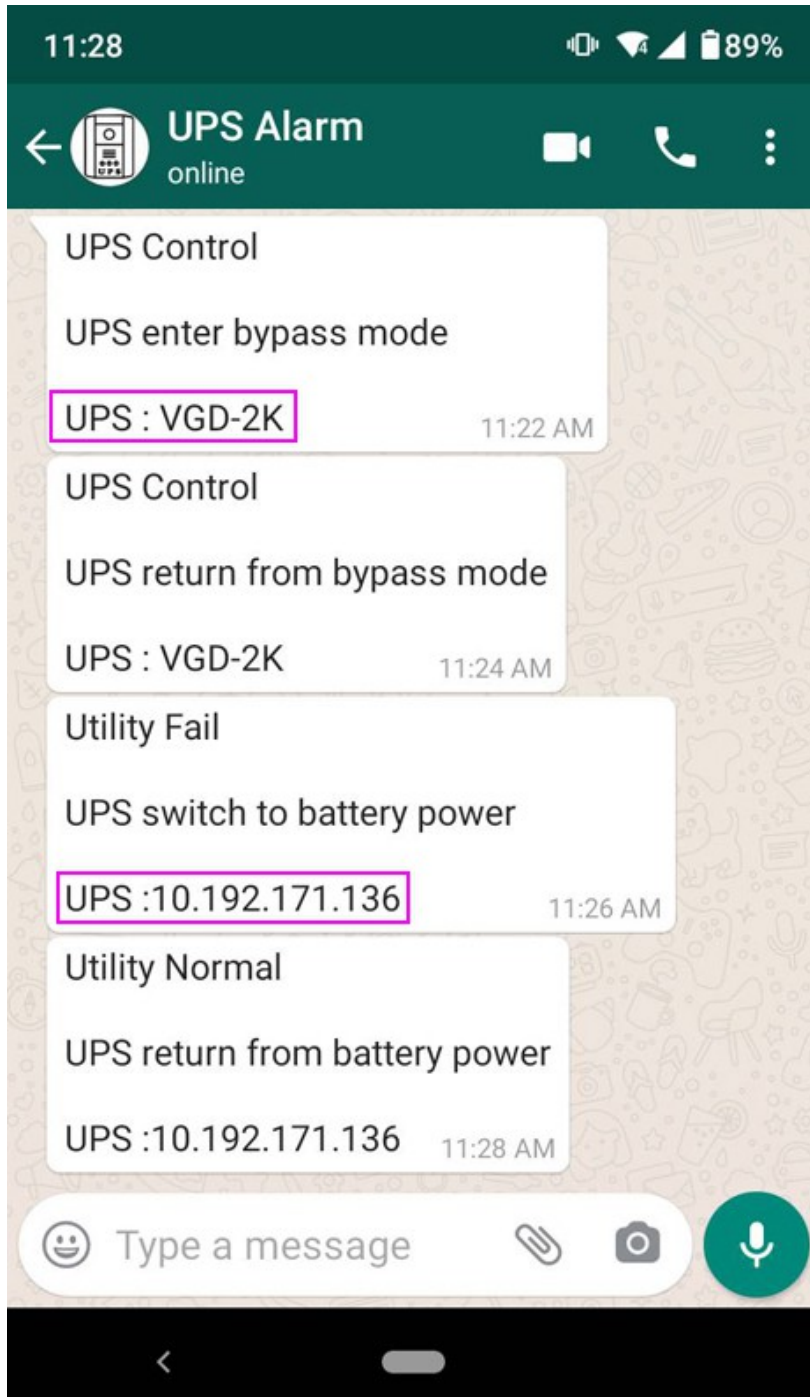 11:28
4
89%
UPS Alarm
online
UPS
UPS Control
UPS enter bypass mode
UPS : VGD-2K
11:22 AM
UPS Control
UPS return from bypass mode
UPS : VGD-2K
11:24 AM
Utility Fail
UPS switch to battery power
UPS :10.192.171.136
11:26 AM
Utility Normal
UPS return from battery power
UPS :10.192.171.136
11:28 AM
Type a message